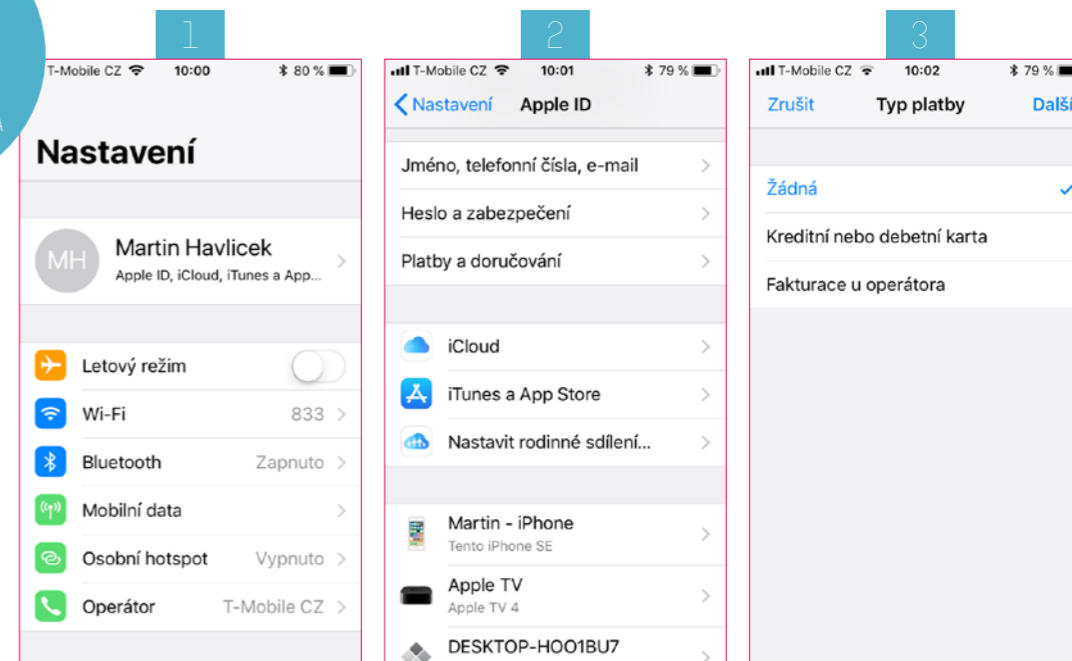 1
T-Mobile CZ 10:00 80 %
Nastavení
MH
Martin Havlicek
Apple ID, iCloud, iTunes a App...
Letový režim
Wi-Fi 833
Bluetooth Zapnuto
Mobilní data
Osobní hotspot Vypnuto
Operátor T-Mobile CZ
2
T-Mobile CZ 10:01 79 %
Nastavení Apple ID
Jméno, telefonní čísla, e-mail
Heslo a zabezpečení
Platby a doručování
iCloud
iTunes a App Store
Nastavit rodinné sdílení...
Martin - iPhone
Tento iPhone SE
Apple TV
Apple TV 4
DESKTOP-HOO1BU7
3
T-Mobile CZ 10:02 79 %
Zrušit Typ platby Další
Žádná
Kreditní nebo debetní karta
Fakturace u operátora